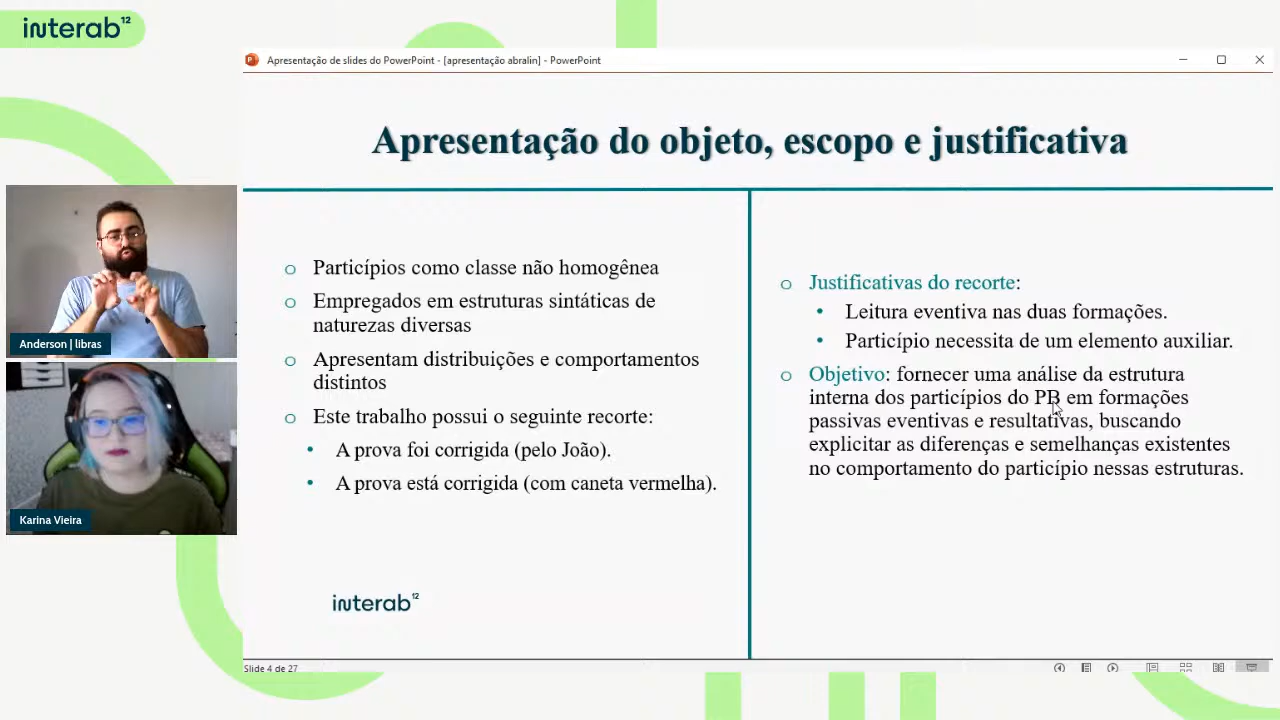 interab12
Apresentação de slides do PowerPoint - [apresentação abralin] - PowerPoint
Apresentação do objeto, escopo e justificativa
Anderson | libras
Karina Vieira
Particípios como classe não homogênea
Empregados em estruturas sintáticas de
naturezas diversas
Apresentam distribuições e comportamentos
distintos
Este trabalho possui o seguinte recorte:
A prova foi corrigida (pelo João).
A prova está corrigida (com caneta vermelha).
interab12
Justificativas do recorte:
Leitura eventiva nas duas formações.
Particípio necessita de um elemento auxiliar.
Objetivo: fornecer uma análise da estrutura
interna dos particípios do PB em formações
passivas eventivas e resultativas, buscando
explicitar as diferenças e semelhanças existentes
no comportamento do particípio nessas estruturas.
Slide 4 de 27